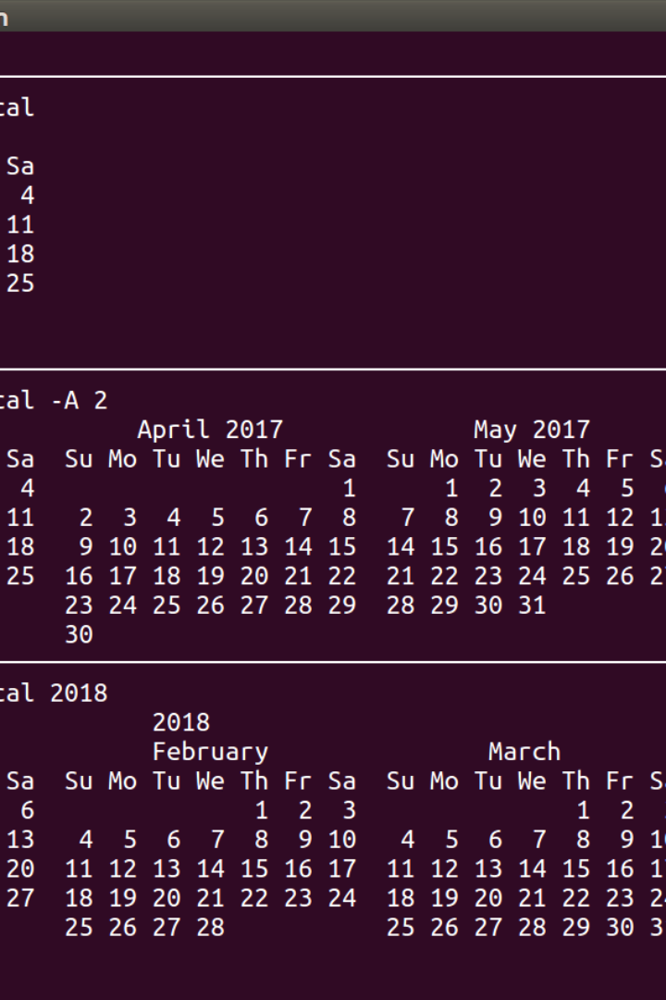 n
cal
Sa
4
11
18
25
cal -A 2
April 2017 May 2017
Sa Su Mo Tu We Th Fr Sa Su Mo Tu We Th Fr S
4 1 1 2 3 4 5
11 2 3 4 5 6 7 8 7 8 9 10 11 12 1
18 9 10 11 12 13 14 15 14 15 16 17 18 19 2
25 16 17 18 19 20 21 22 21 22 23 24 25 26 2
23 24 25 26 27 28 29 28 29 30 31
30
cal 2018
2018
February March
Sa Su Mo Tu We Th Fr Sa Su Mo Tu We Th Fr S
6 1 2 3 1 2
13 4 5 6 7 8 9 10 4 5 6 7 8 9 1
20 11 12 13 14 15 16 17 11 12 13 14 15 16 1
27 18 19 20 21 22 23 24 18 19 20 21 22 23 2
25 26 27 28 25 26 27 28 29 30 3